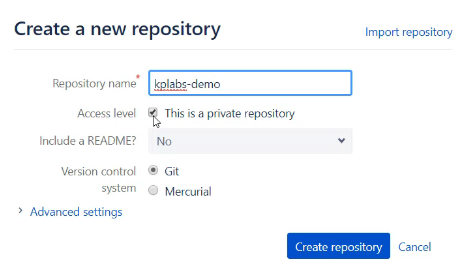 Create a new repository
Import repository
Repository name*
kplabs-demo
Access level
This is a private repository
Include a README?
No
Version control
system
Git
Mercurial
Advanced settings
Create repository
Cancel